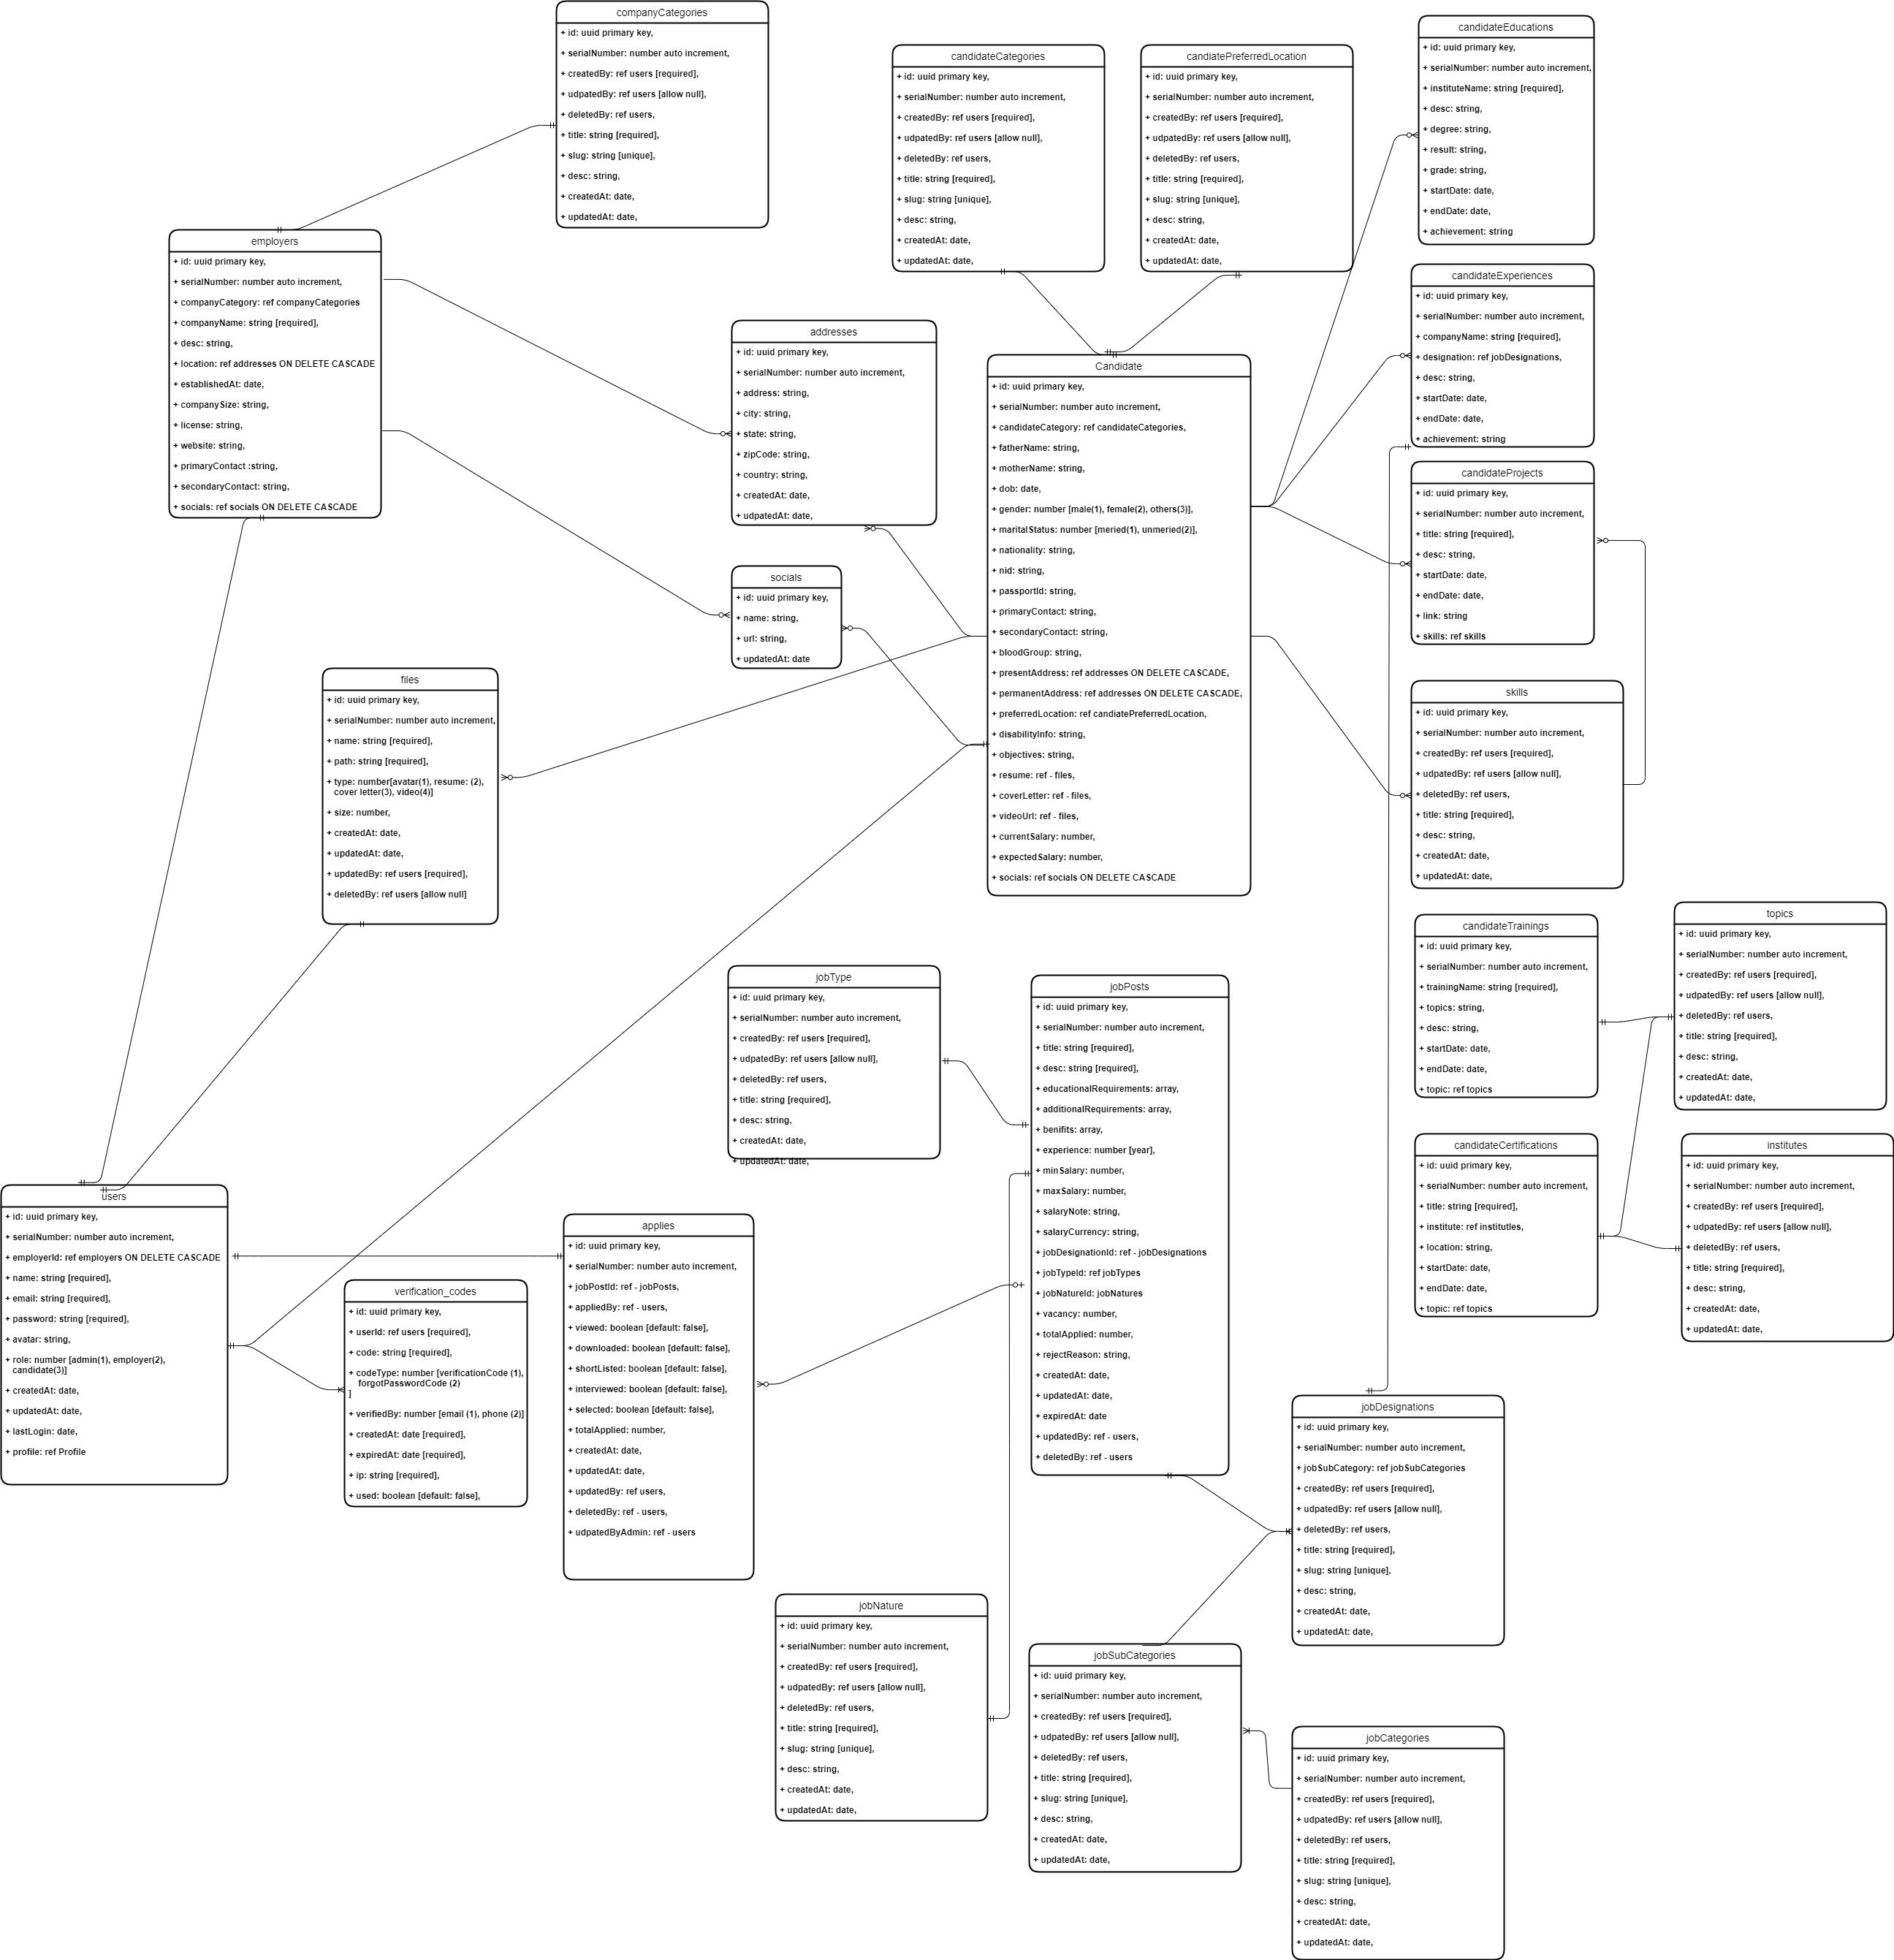 companyCategories
+ id: uuid primary key,
+ serialNumber: number auto increment,
+ createdBy: ref users [required],
+ udpatedBy: ref users [allow null],
+ deletedBy: ref users,
+ title: string [required],
+ slug: string [unique],
+ desc: string,
+ createdAt: date,
+ updatedAt: date,
candidateCategories
+ id: uuid primary key,
+ serialNumber: number auto increment,
+ createdBy: ref users [required],
+ udpatedBy: ref users [allow null],
+ deletedBy: ref users,
+ title: string [required],
+ slug: string [unique],
+ desc: string,
+ createdAt: date,
+ updatedAt: date,
candiatePreferredLocation
+ id: uuid primary key,
+ serialNumber: number auto increment,
+ createdBy: ref users [required],
+ udpatedBy: ref users [allow null],
+ deletedBy: ref users,
+ title: string [required],
+ slug: string [unique],
+ desc: string,
+ createdAt: date,
+ updatedAt: date,
candidateEducations
+ id: uuid primary key,
+ serialNumber: number auto increment,
+ instituteName: string [required],
+ desc: string,
+ degree: string,
+ result: string,
+ grade: string,
+ startDate: date,
+ endDate: date,
+ achievement: string
employers
+ id: uuid primary key,
+ serialNumber: number auto increment,
+ companyCategory: ref companyCategories
+ companyName: string [required],
+ desc: string,
+ location: ref addresses ON DELETE CASCADE
+ establishedAt: date,
+ companySize: string,
+ license: string,
+ website: string,
+ primaryContact :string,
+ secondaryContact: string,
+ socials: ref socials ON DELETE CASCADE
addresses
+ id: uuid primary key,
+ serialNumber: number auto increment,
+ address: string,
+ city: string,
+ state: string,
+ zipCode: string,
+ country: string,
+ createdAt: date,
+ udpatedAt: date,
Candidate
+ id: uuid primary key,
+ serialNumber: number auto increment,
+ candidateCategory: ref candidateCategories,
+ fatherName: string,
+ motherName: string,
+ dob: date,
+ gender: number [male(1), female(2), others(3)],
+ maritalStatus: number [meried(1), unmeried(2)],
+ nationality: string,
+ nid: string,
+ passportId: string,
+ primaryContact: string,
+ secondaryContact: string,
+ bloodGroup: string,
+ presentAddress: ref addresses ON DELETE CASCADE,
+ permanentAddress: ref addresses ON DELETE CASCADE,
+ preferredLocation: ref candiatePreferredLocation,
+ disabilityInfo: string,
+ objectives: string,
+ resume: ref - files,
+ coverLetter: ref - files,
+ videoUrl: ref - files,
+ currentSalary: number,
+ expectedSalary: number,
+ socials: ref socials ON DELETE CASCADE
candidateExperiences
+ id: uuid primary key,
+ serialNumber: number auto increment,
+ companyName: string [required],
+ designation: ref jobDesignations,
+ desc: string,
+ startDate: date,
+ endDate: date,
+ achievement: string
candidateProjects
+ id: uuid primary key,
+ serialNumber: number auto increment,
+ title: string [required],
+ desc: string,
+ startDate: date,
+ endDate: date,
+ link: string
+ skills: ref skills
socials
+ id: uuid primary key,
+ name: string,
+ url: string,
+ updatedAt: date
files
+ id: uuid primary key,
+ serialNumber: number auto increment,
+ name: string [required],
+ path: string [required],
+ type: number[avatar(1), resume: (2),
cover letter(3), video(4)]
+ size: number,
+ createdAt: date,
+ updatedAt: date,
+ updatedBy: ref users [required],
+ deletedBy: ref users [allow null]
skills
+ id: uuid primary key,
+ serialNumber: number auto increment,
+ createdBy: ref users [required],
+ udpatedBy: ref users [allow null],
+ deletedBy: ref users,
+ title: string [required],
+ desc: string,
+ createdAt: date,
+ updatedAt: date,
candidateTrainings
+ id: uuid primary key,
+ serialNumber: number auto increment,
+ trainingName: string [required],
+ topics: string,
+ desc: string,
+ startDate: date,
+ endDate: date,
+ topic: ref topics
topics
+ id: uuid primary key,
+ serialNumber: number auto increment,
+ createdBy: ref users [required],
+ udpatedBy: ref users [allow null],
+ deletedBy: ref users,
+ title: string [required],
+ desc: string,
+ createdAt: date,
+ updatedAt: date,
jobType
+ id: uuid primary key,
+ serialNumber: number auto increment,
+ createdBy: ref users [required],
+ udpatedBy: ref users [allow null],
+ deletedBy: ref users,
+ title: string [required],
+ desc: string,
+ createdAt: date,
+ updatedAt: date,
jobPosts
+ id: uuid primary key,
+ serialNumber: number auto increment,
+ title: string [required],
+ desc: string [required],
+ educationalRequirements: array,
+ additionalRequirements: array,
+ benifits: array,
+ experience: number [year],
+ minSalary: number,
+ maxSalary: number,
+ salaryNote: string,
+ salaryCurrency: string,
+ jobDesignationId: ref - jobDesignations
+ jobTypeId: ref jobTypes
+ jobNatureId: jobNatures
+ vacancy: number,
+ totalApplied: number,
+ rejectReason: string,
+ createdAt: date,
+ updatedAt: date,
+ expiredAt: date
+ updatedBy: ref - users,
+ deletedBy: ref - users
candidateCertifications
+ id: uuid primary key,
+ serialNumber: number auto increment,
+ title: string [required],
+ institute: ref institutles,
+ location: string,
+ startDate: date,
+ endDate: date,
+ topic: ref topics
institutes
+ id: uuid primary key,
+ serialNumber: number auto increment,
+ createdBy: ref users [required],
+ udpatedBy: ref users [allow null],
+ deletedBy: ref users,
+ title: string [required],
+ desc: string,
+ createdAt: date,
+ updatedAt: date,
users
+ id: uuid primary key,
+ serialNumber: number auto increment,
+ employerId: ref employers ON DELETE CASCADE
+ name: string [required],
+ email: string [required],
+ password: string [required],
+ avatar: string,
+ role: number [admin(1), employer(2),
candidate(3)]
+ createdAt: date,
+ updatedAt: date,
+ lastLogin: date,
+ profile: ref Profile
verification_codes
+ id: uuid primary key,
+ userId: ref users [required],
+ code: string [required],
+ codeType: number [verificationCode (1),
forgotPasswordCode (2)
]
+ verifiedBy: number [email (1), phone (2)]
+ createdAt: date [required],
+ expiredAt: date [required],
+ ip: string [required],
+ used: boolean [default: false],
applies
+ id: uuid primary key,
+ serialNumber: number auto increment,
+ jobPostId: ref - jobPosts,
+ appliedBy: ref - users,
+ viewed: boolean [default: false],
+ downloaded: boolean [default: false],
+ shortListed: boolean [default: false],
+ interviewed: boolean [default: false],
+ selected: boolean [default: false],
+ totalApplied: number,
+ createdAt: date,
+ updatedAt: date,
+ updatedBy: ref users,
+ deletedBy: ref - users,
+ udpatedByAdmin: ref - users
jobDesignations
+ id: uuid primary key,
+ serialNumber: number auto increment,
+ jobSubCategory: ref jobSubCategories
+ createdBy: ref users [required],
+ udpatedBy: ref users [allow null],
+ deletedBy: ref users,
+ title: string [required],
+ slug: string [unique],
+ desc: string,
+ createdAt: date,
+ updatedAt: date,
jobNature
+ id: uuid primary key,
+ serialNumber: number auto increment,
+ createdBy: ref users [required],
+ udpatedBy: ref users [allow null],
+ deletedBy: ref users,
+ title: string [required],
+ slug: string [unique],
+ desc: string,
+ createdAt: date,
+ updatedAt: date,
jobSubCategories
+ id: uuid primary key,
+ serialNumber: number auto increment,
+ createdBy: ref users [required],
+ udpatedBy: ref users [allow null],
+ deletedBy: ref users,
+ title: string [required],
+ slug: string [unique],
+ desc: string,
+ createdAt: date,
+ updatedAt: date,
jobCategories
+ id: uuid primary key,
+ serialNumber: number auto increment,
+ createdBy: ref users [required],
+ udpatedBy: ref users [allow null],
+ deletedBy: ref users,
+ title: string [required],
+ slug: string [unique],
+ desc: string,
+ createdAt: date,
+ updatedAt: date,